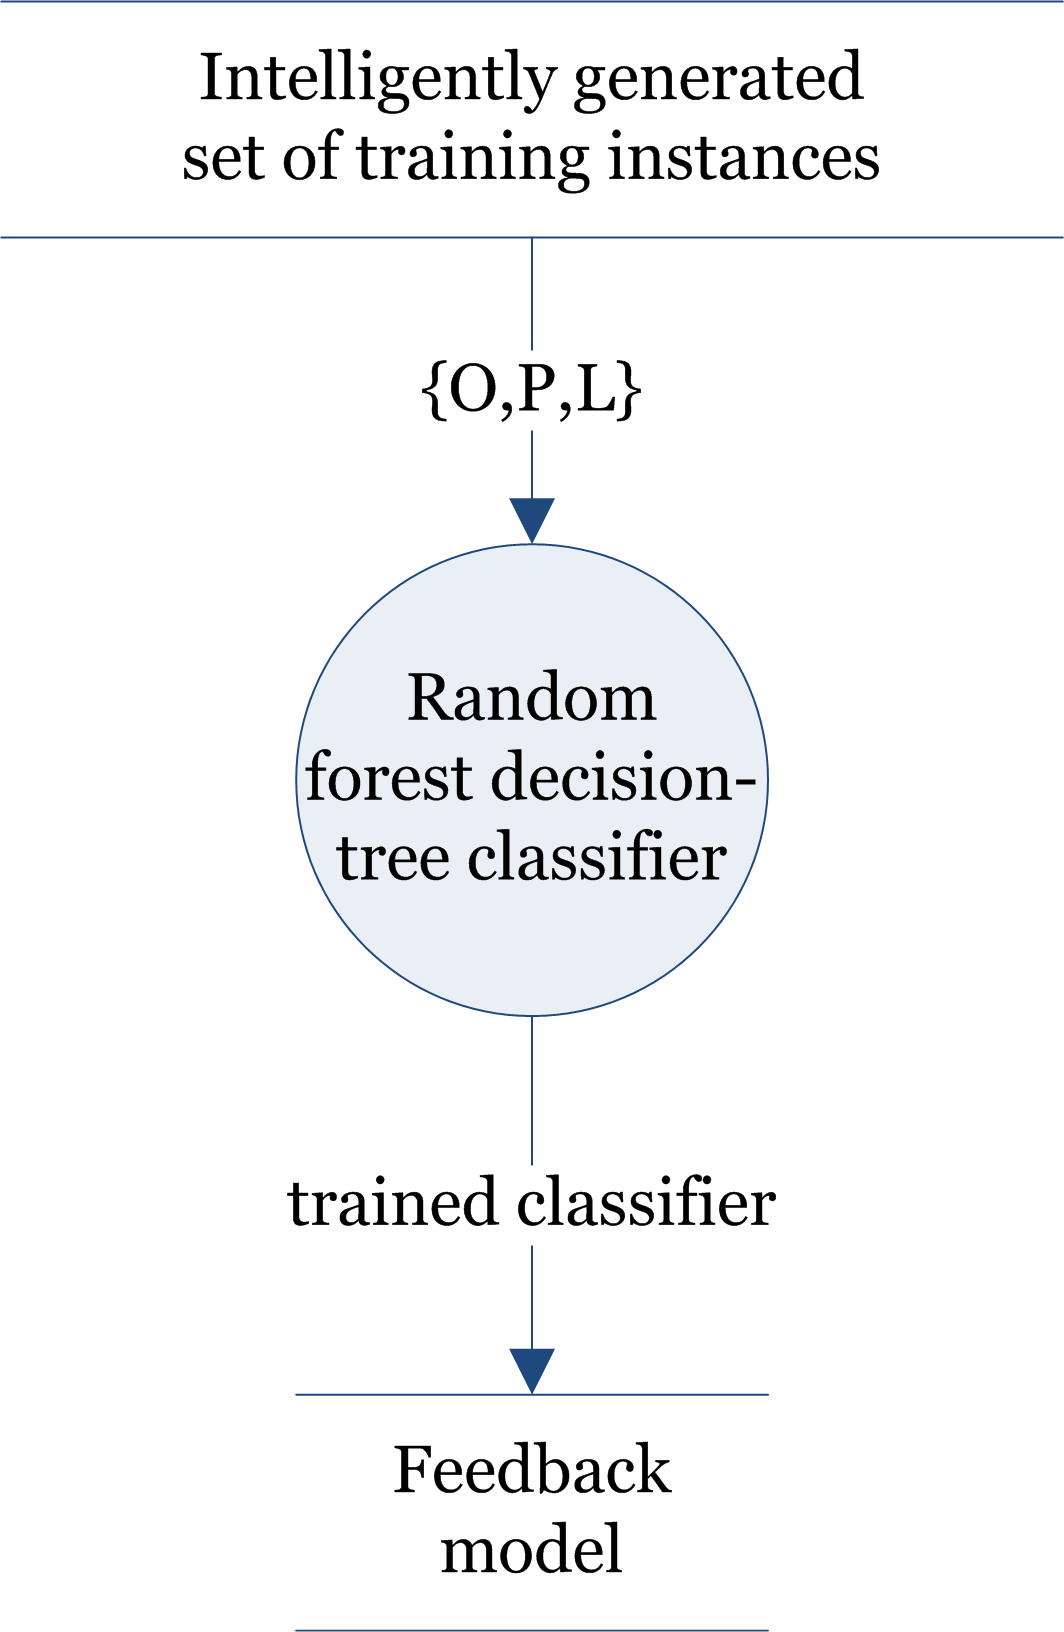 Intelligently generated
set of training instances
{O,P,L}
Random
forest decision-
tree classifier
trained classifier
Feedback
model